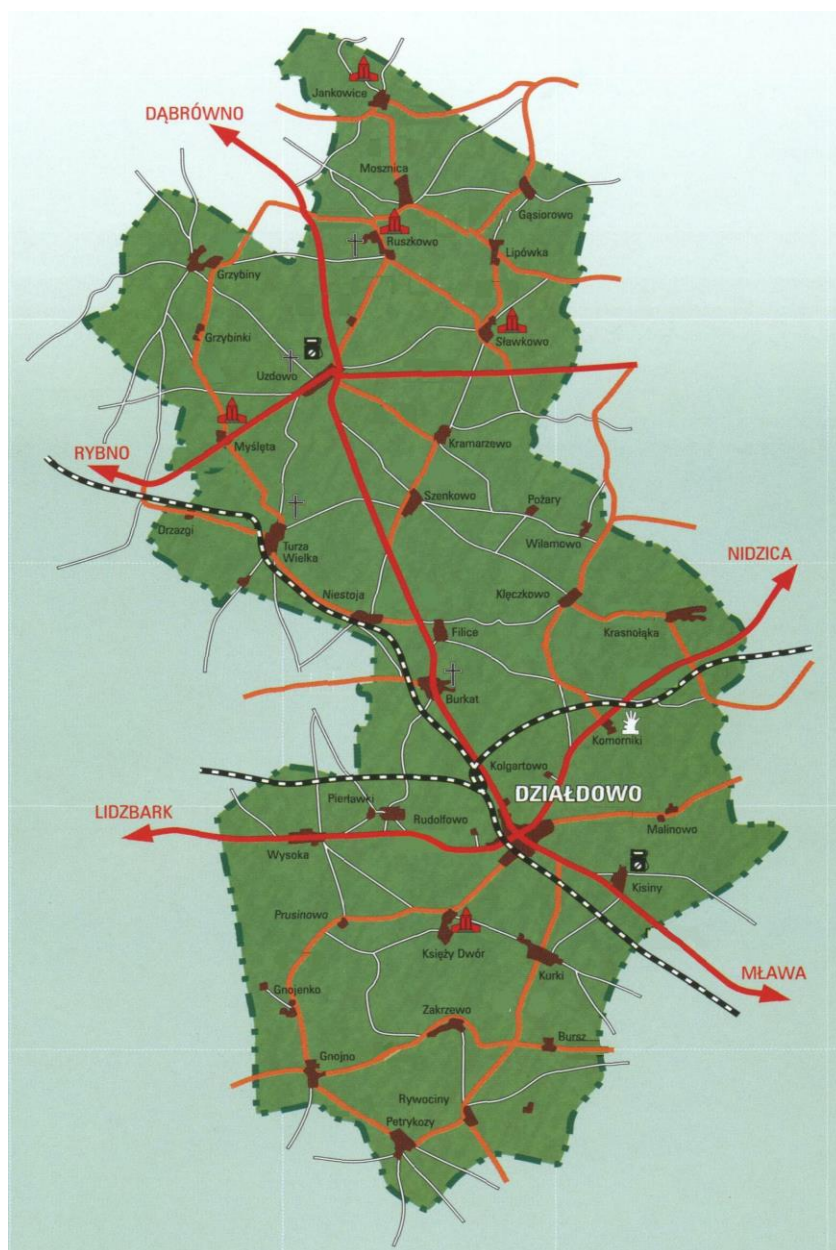 Jankowice
DĄBRÓWNO
Mosznica
Gąsiorowo
Ruszkowo
Lipówka
Grzybiny
Grzybinki
Sławkowo
Uzdowo
Myślęta
Kramarzewo
RYBNO
Szenkowo
Pożary
Drzazgi
Wilamowo
Turza
Wielka
NIDZICA
Niestoja
Klęczkowo
Filice
Krasnołąka
Burkat
Komorniki
Kolgartowo
DZIAŁDOWO
Pierławki
LIDZBARK
Rudolfowo
Malinowo
Wysoka
Kisiny
Prusinowo
Księży Dwór
Kurki
MŁAWA
Gnojenko
Zakrzewo
Bursz
Gnojno
Rywociny
Petrykozy